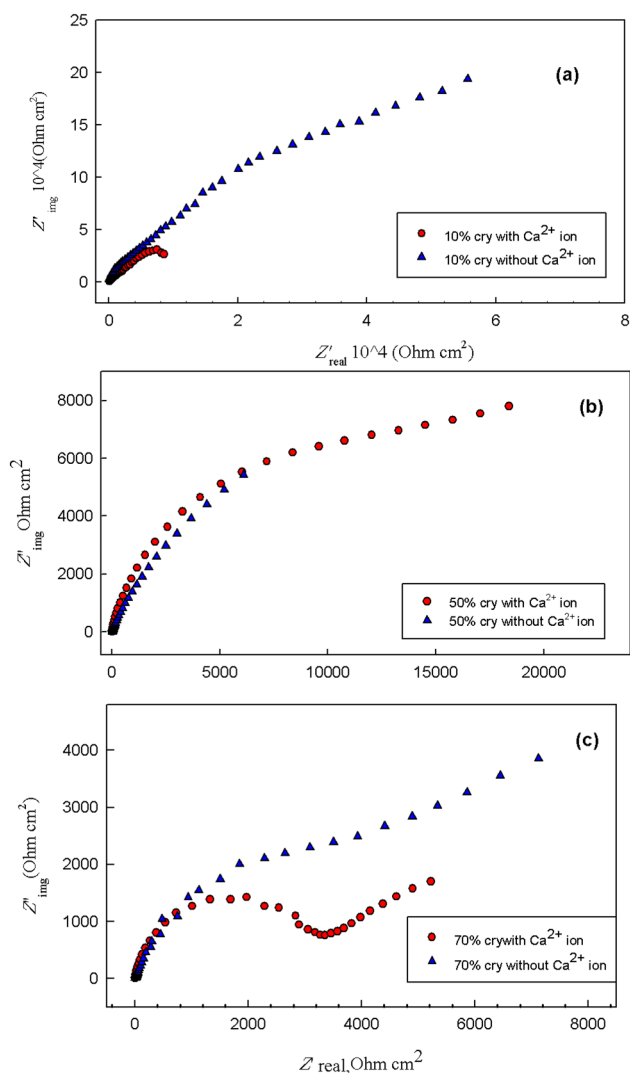 25
20
15
10
5
0
Z'img 10^4(Ohm cm²)
(a)
10% cry with Ca²⁺ ion
10% cry without Ca²⁺ ion
0 2 4 6 8
Z'real 10^4 (Ohm cm²)
8000
6000
4000
2000
0
Z''img Ohm cm²
(b)
50% cry with Ca²⁺ ion
50% cry without Ca²⁺ ion
0 5000 10000 15000 20000
4000
3000
2000
1000
0
Z''img (Ohm cm²)
(c)
70% crywith Ca²⁺ ion
70% cry without Ca²⁺ ion
0 2000 4000 6000 8000
Z' real,Ohm cm²